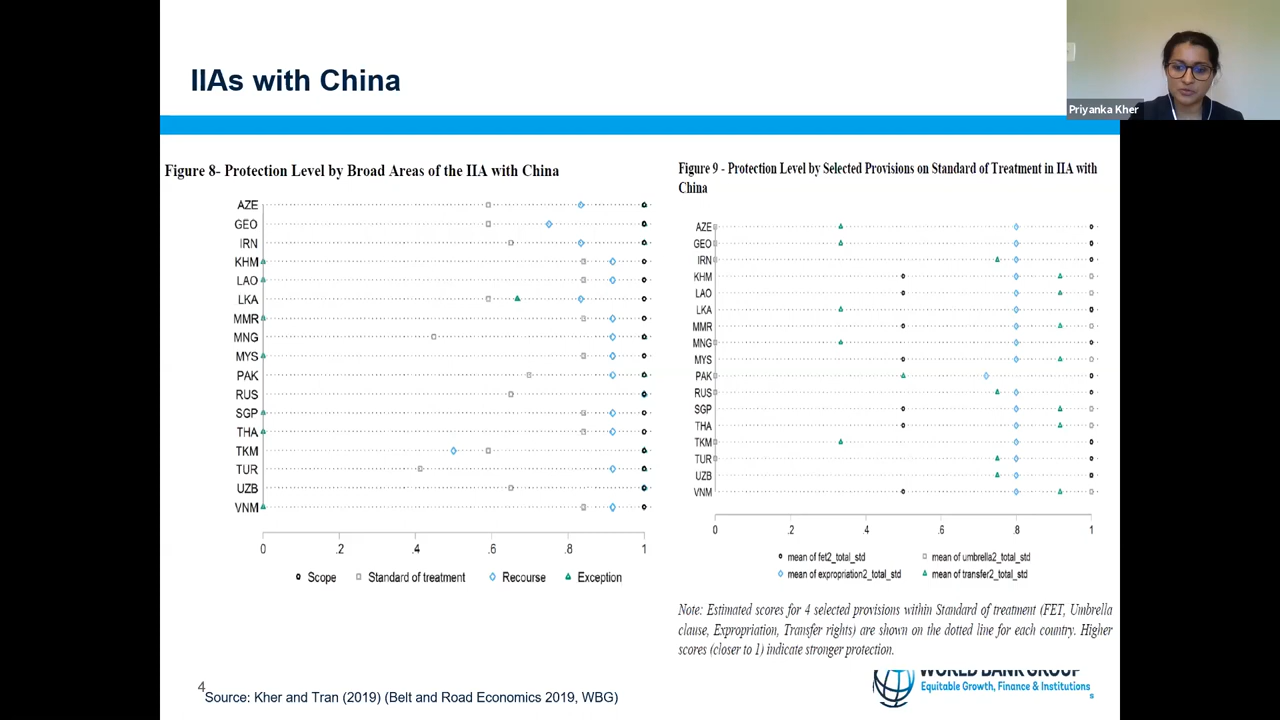 IIAs with China
Priyanka Kher
Figure 8- Protection Level by Broad Areas of the IIA with China
AZE
GEO
IRN
KHM
LAO
LKA
MMR
MNG
MYS
PAK
RUS
SGP
THA
TKM
TUR
UZB
VNM
0 .2 .4 .6 .8 1
Scope Standard of treatment Recourse Exception
Figure 9 - Protection Level by Selected Provisions on Standard of Treatment in IIA with
China
AZE
GEO
IRN
KHM
LAO
LKA
MMR
MNG
MYS
PAK
RUS
SGP
THA
TKM
TUR
UZB
VNM
0 .2 .4 .6 .8 1
mean of fet2_total_std mean of umbrella2_total_std
mean of expropriation2_total_std mean of transfer2_total_std
Note: Estimated scores for 4 selected provisions within Standard of treatment (FET, Umbrella
clause, Expropriation, Transfer rights) are shown on the dotted line for each country. Higher
scores (closer to 1) indicate stronger protection.
4
Source: Kher and Tran (2019) (Belt and Road Economics 2019, WBG)
WORLD BANK GROUP
Equitable Growth, Finance & Institutions
s